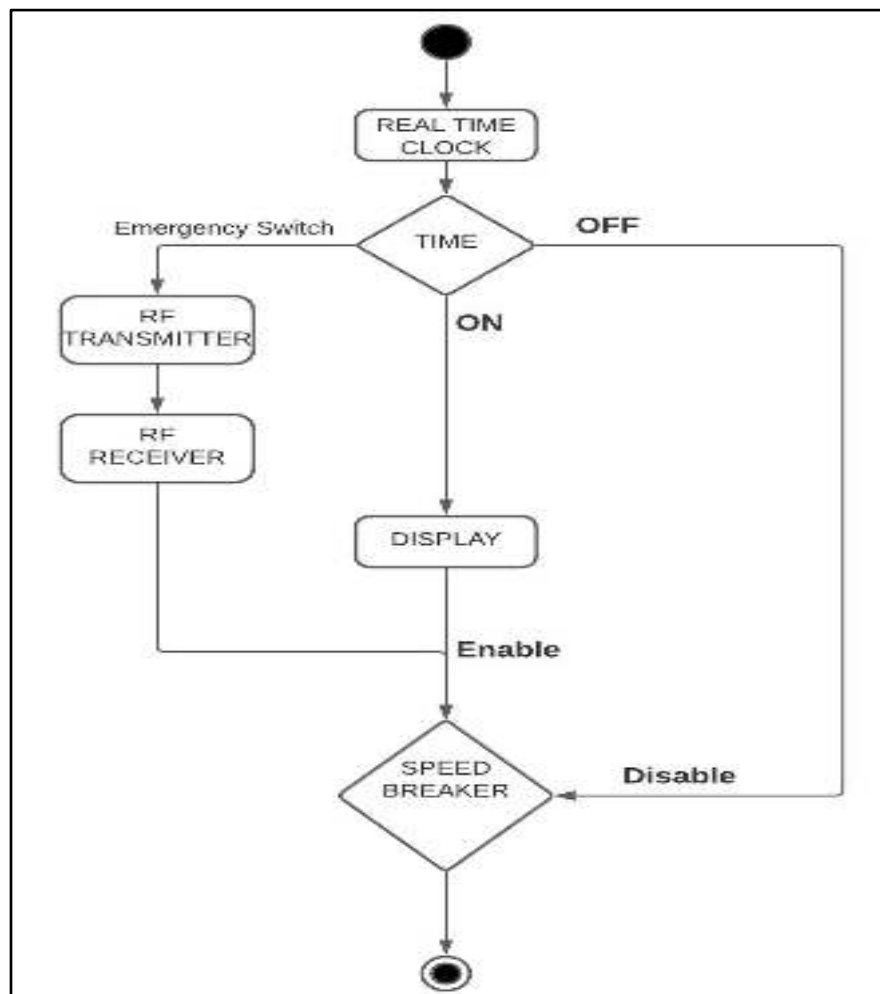 REAL TIME
CLOCK
Emergency Switch
TIME
OFF
RF
TRANSMITTER
ON
RF
RECEIVER
DISPLAY
Enable
SPEED
BREAKER
Disable